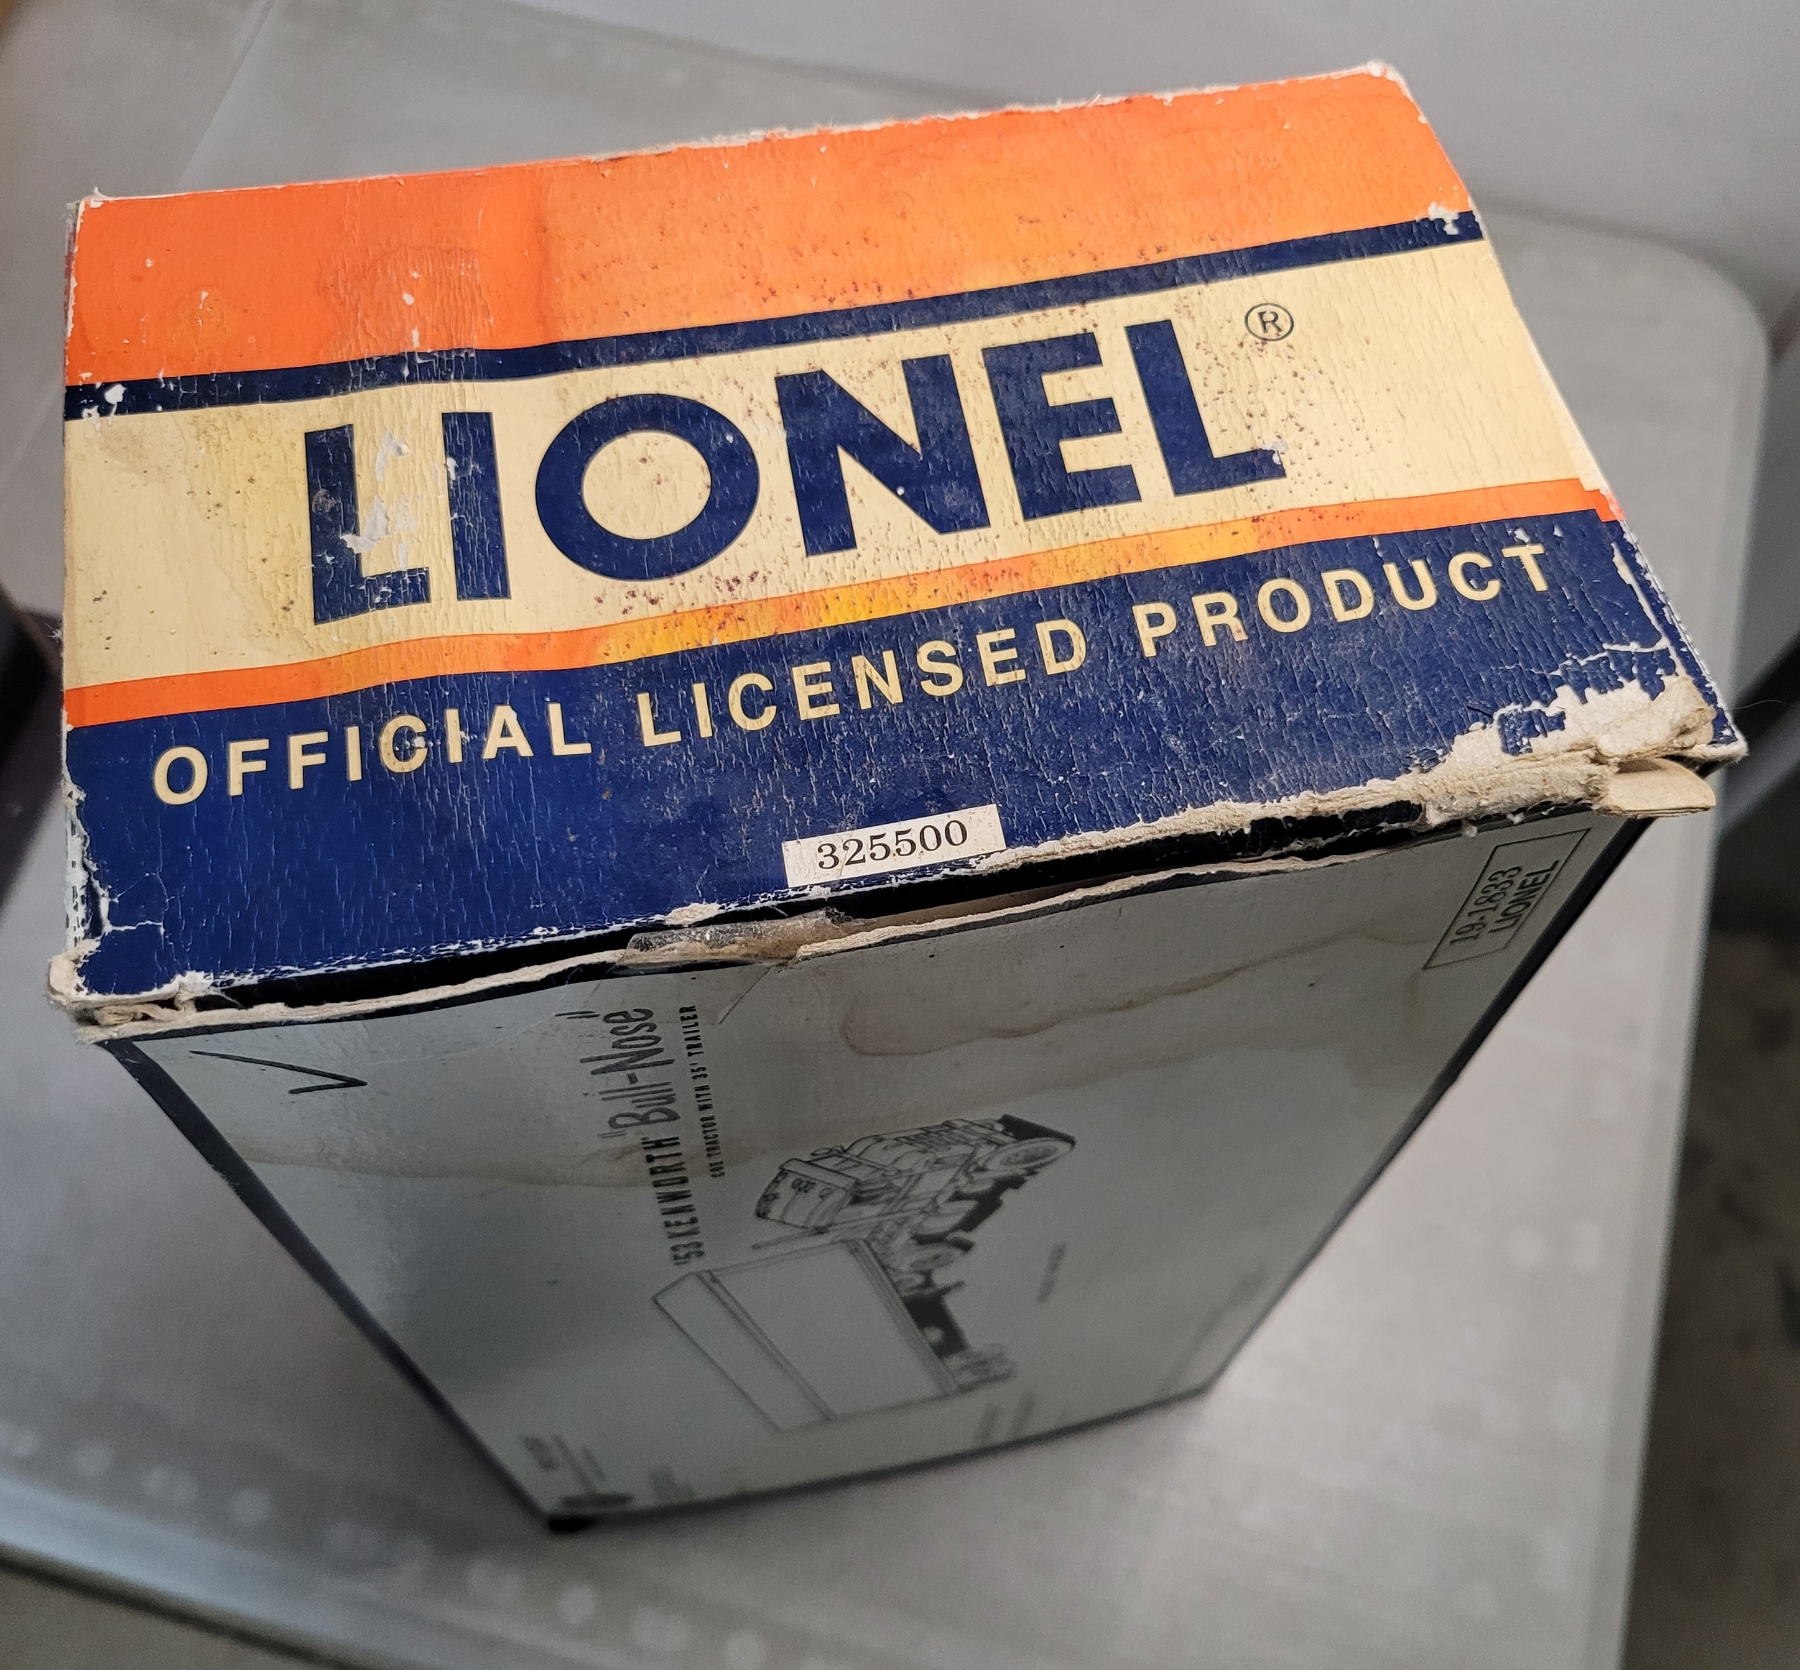 LIONEL®
OFFICIAL LICENSED PRODUCT
325500
19-1833
LIONEL
'53 KENWORTH "Bull-Nose"
COE TRACTOR WITH 35' TRAILER